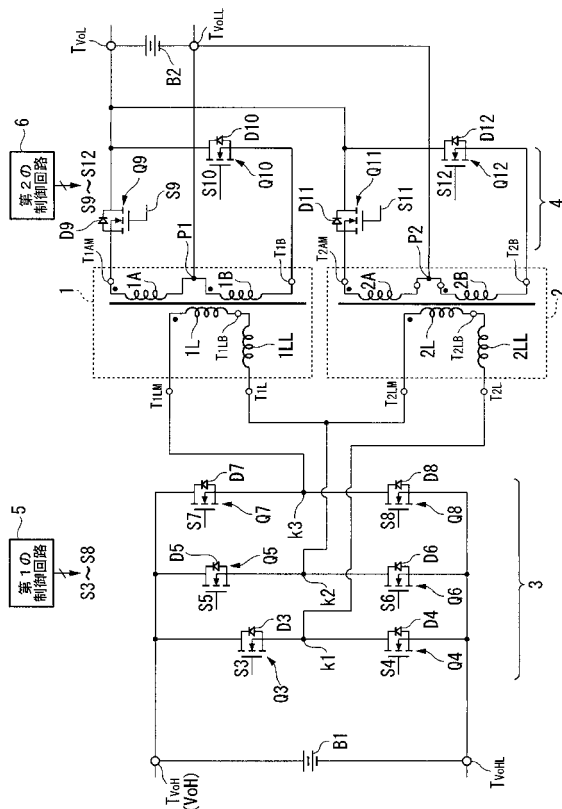 5
第1の
制御回路
S3～S8
6
第2の
制御回路
S9～S12
TVoH
(VoH)
TVoHL
B1
S3
D3
Q3
S4
D4
Q4
k1
S5
D5
Q5
S6
D6
Q6
k2
S7
D7
Q7
S8
D8
Q8
k3
3
T1LM
T1L
T2LM
T2L
1
1A
1B
1L
T1LB
1LL
T1AM
T1B
P1
2
2A
2B
2L
T2LB
2LL
T2AM
T2B
P2
D9
Q9
S9
D10
Q10
S10
D11
Q11
S11
D12
Q12
S12
4
TVoL
B2
TVoLL